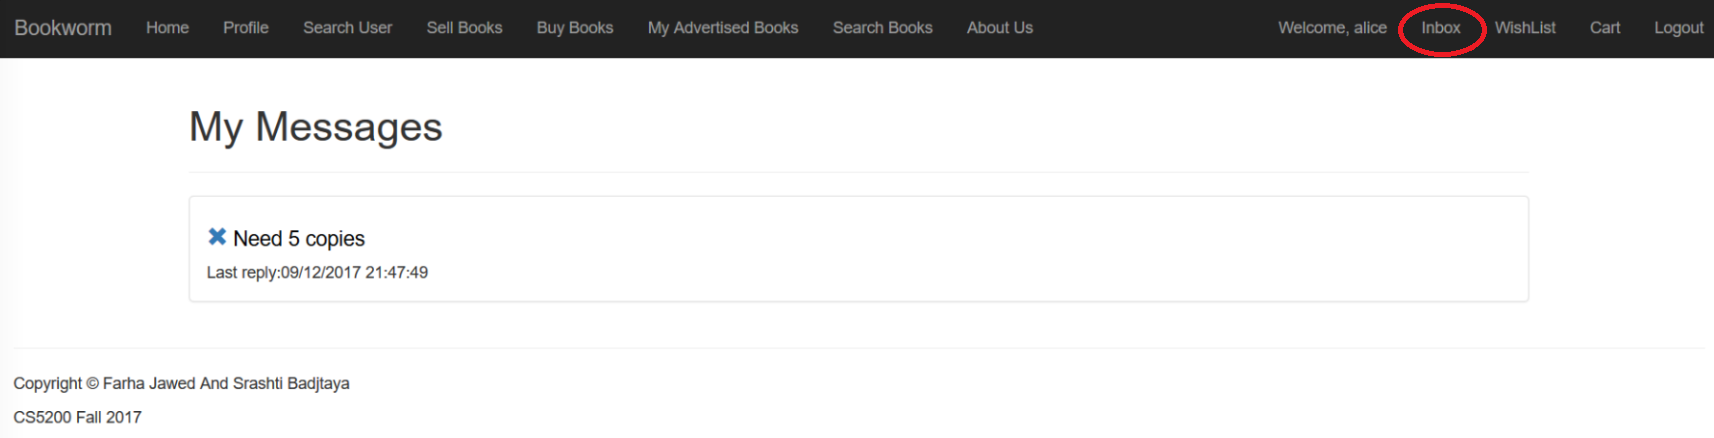 Bookworm Home Profile Search User Sell Books Buy Books My Advertised Books Search Books About Us Welcome, alice Inbox WishList Cart Logout
My Messages
Need 5 copies
Last reply:09/12/2017 21:47:49
Copyright © Farha Jawed And Srashti Badjtaya
CS5200 Fall 2017